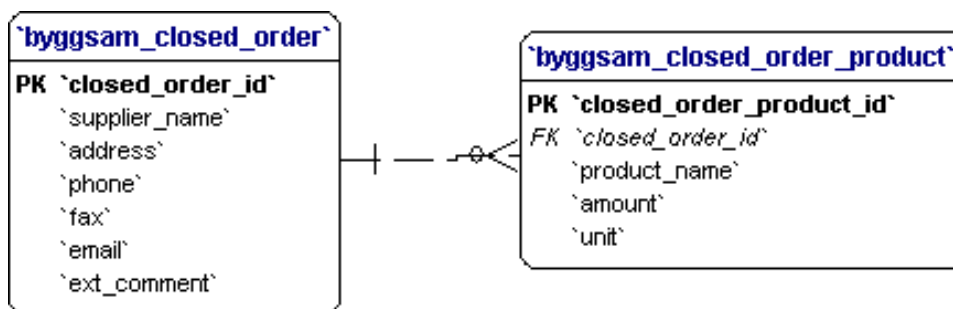 `byggsam_closed_order`
PK `closed_order_id`
`supplier_name`
`address`
`phone`
`fax`
`email`
`ext_comment`
`byggsam_closed_order_product`
PK `closed_order_product_id`
FK `closed_order_id`
`product_name`
`amount`
`unit`